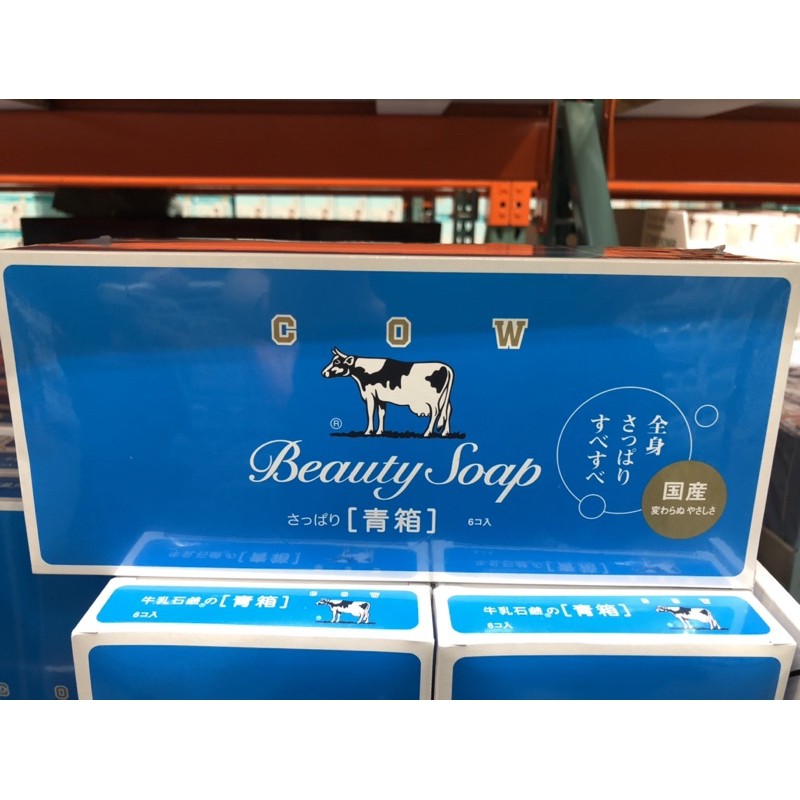 C O W
®
Beauty Soap
さっぱり [青箱] 6コ入
全身
さっぱり
すべすべ
国産
変わらぬ やさしさ
牛乳石鹸の [青箱]
6コ入
C O W
牛乳石鹸の [青箱]
6コ入
C O W
C O